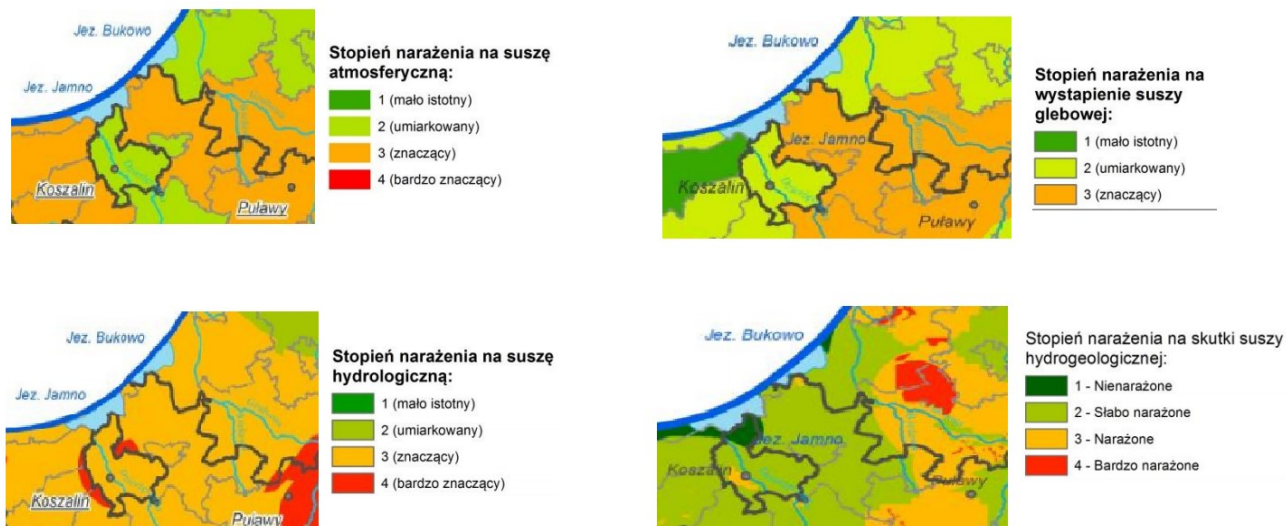 Jez. Bukowo
Jez. Jamno
Koszalin
Puławy
Stopień narażenia na suszę
atmosferyczną:
1 (mało istotny)
2 (umiarkowany)
3 (znaczący)
4 (bardzo znaczący)
Jez. Bukowo
Jez. Jamno
Koszalin
Puławy
Stopień narażenia na
wystapienie suszy
glebowej:
1 (mało istotny)
2 (umiarkowany)
3 (znaczący)
Jez. Bukowo
Jez. Jamno
Koszalin
Puławy
Stopień narażenia na suszę
hydrologiczną:
1 (mało istotny)
2 (umiarkowany)
3 (znaczący)
4 (bardzo znaczący)
Jez. Bukowo
Jez. Jamno
Koszalin
Puławy
Stopień narażenia na skutki suszy
hydrogeologicznej:
1 - Nienarażone
2 - Słabo narażone
3 - Narażone
4 - Bardzo narażone